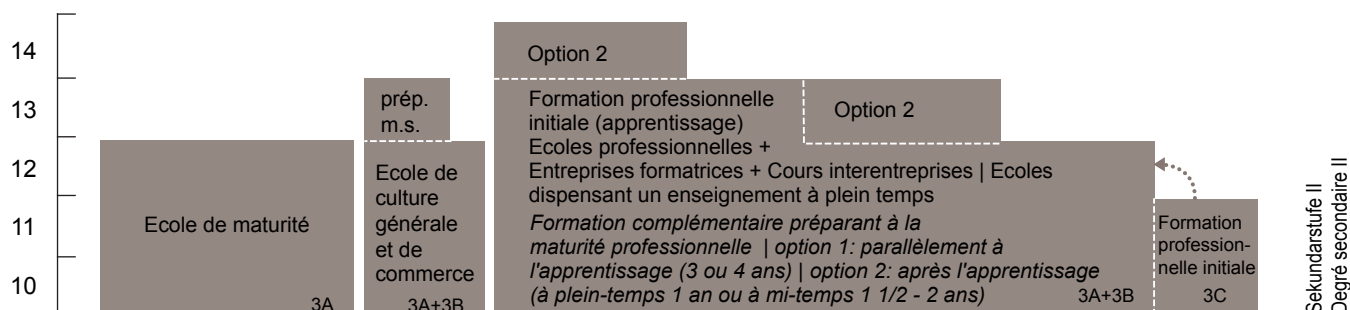 14
13
12
11
10
Option 2
prép.
m.s.
Formation professionnelle
initiale (apprentissage)
Ecoles professionnelles +
Entreprises formatrices + Cours interentreprises | Ecoles
dispensant un enseignement à plein temps
Formation complémentaire préparant à la
maturité professionnelle | option 1: parallèlement à
l'apprentissage (3 ou 4 ans) | option 2: après l'apprentissage
(à plein-temps 1 an ou à mi-temps 1 1/2 - 2 ans)
3A+3B
Option 2
Ecole de maturité
3A
Ecole de
culture
générale
et de
commerce
3A+3B
Formation
profession-
nelle initiale
3C
Sekundarstufe II
Degré secondaire II